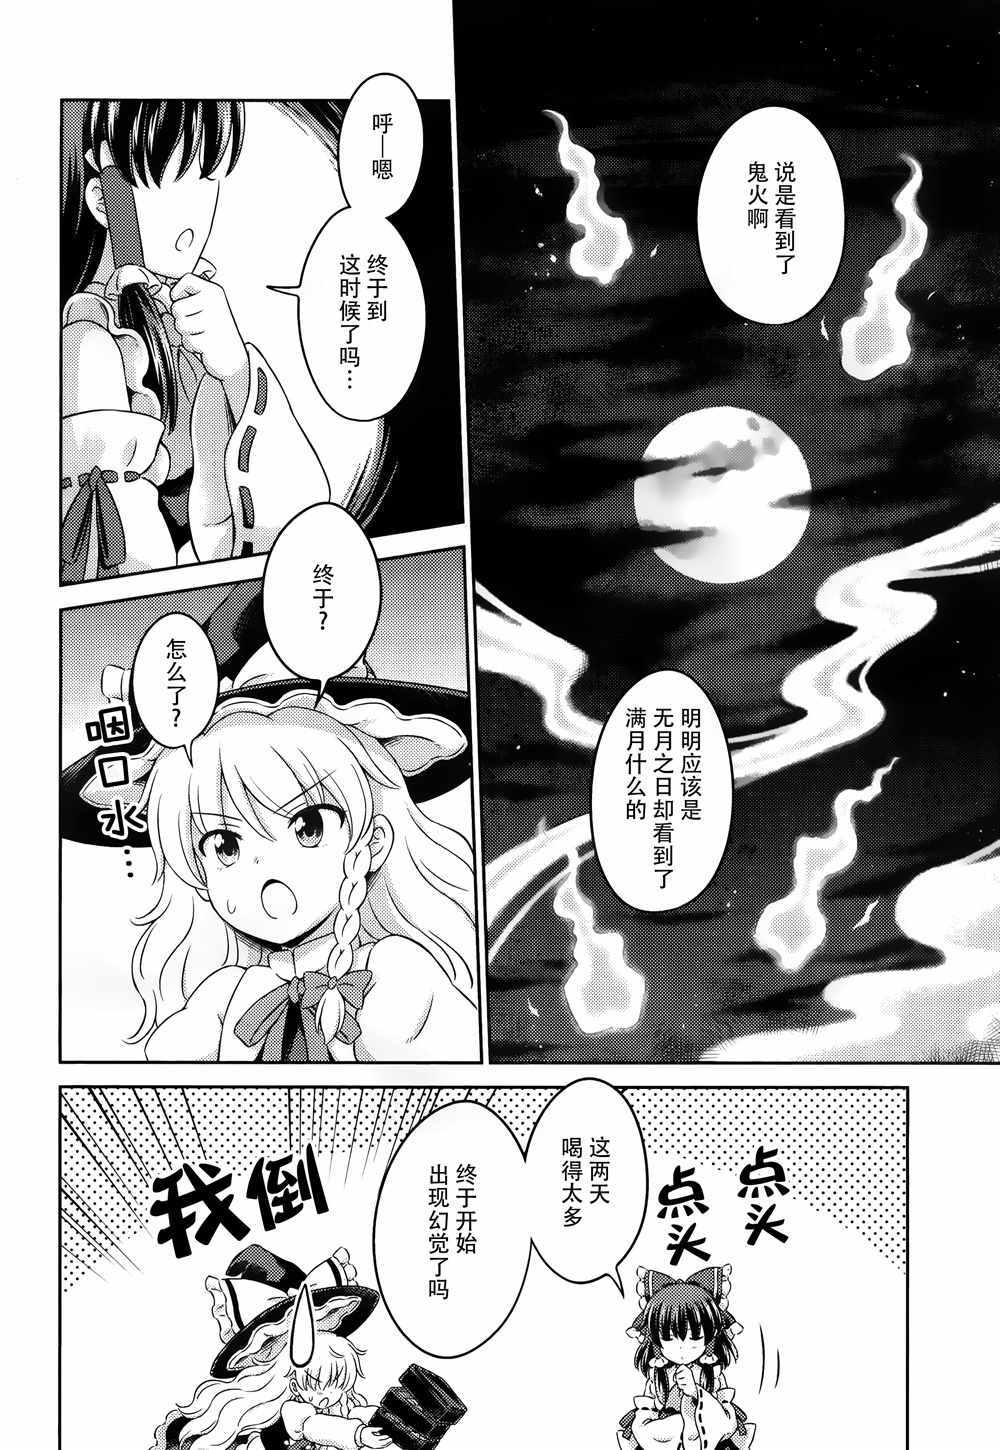 说是看到了
鬼火啊
明明应该是
无月之日却看到了
满月什么的
呼—嗯
终于到
这时候了吗…
终于？
怎么了？
咽口水…
这两天
喝得太多
终于开始
出现幻觉了吗
点头
点头
我倒